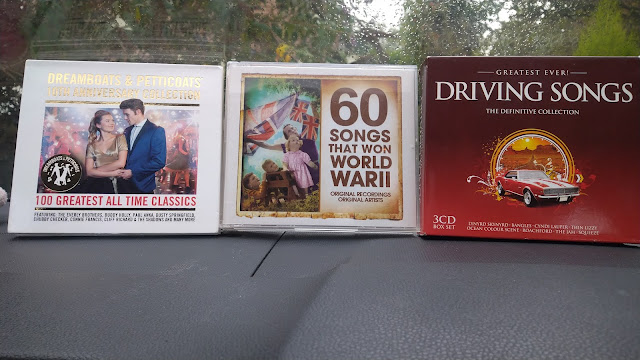 DREAMBOATS & PETTICOATS
10TH ANNIVERSARY COLLECTION
100 GREATEST ALL TIME CLASSICS
FEATURING: THE EVERLY BROTHERS, BUDDY HOLLY, PAUL ANKA, DUSTY SPRINGFIELD,
CHUBBY CHECKER, CONNIE FRANCIS, CLIFF RICHARD & THE SHADOWS AND MANY MORE
60
SONGS
THAT WON
WORLD
WAR II
ORIGINAL RECORDINGS
ORIGINAL ARTISTS
GREATEST EVER!
DRIVING SONGS
THE DEFINITIVE COLLECTION
3CD
BOX SET
LYNYRD SKYNYRD · BANGLES · CYNDI LAUPER · THIN LIZZY
OCEAN COLOUR SCENE · ROACHFORD · THE JAM · SQUEEZE